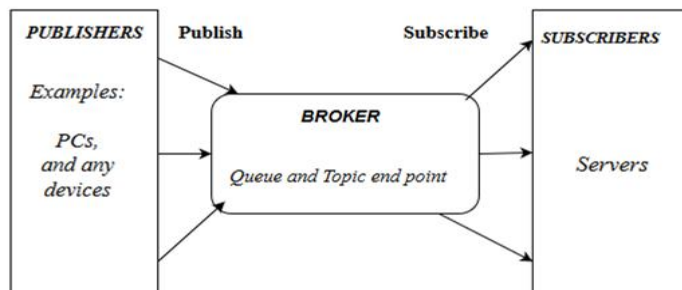 PUBLISHERS
Examples:
PCs,
and any
devices
Publish
BROKER
Queue and Topic end point
Subscribe
SUBSCRIBERS
Servers